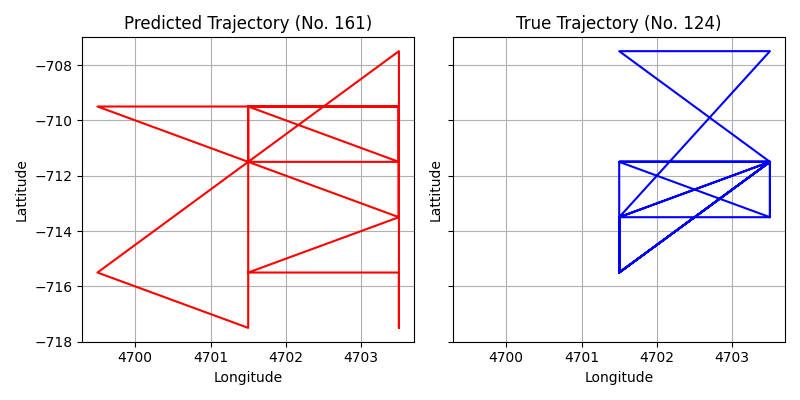 Predicted Trajectory (No. 161)
True Trajectory (No. 124)
Lattitude
−708
−710
−712
−714
−716
−718
4700
4701
4702
4703
Longitude
Lattitude
4700
4701
4702
4703
Longitude